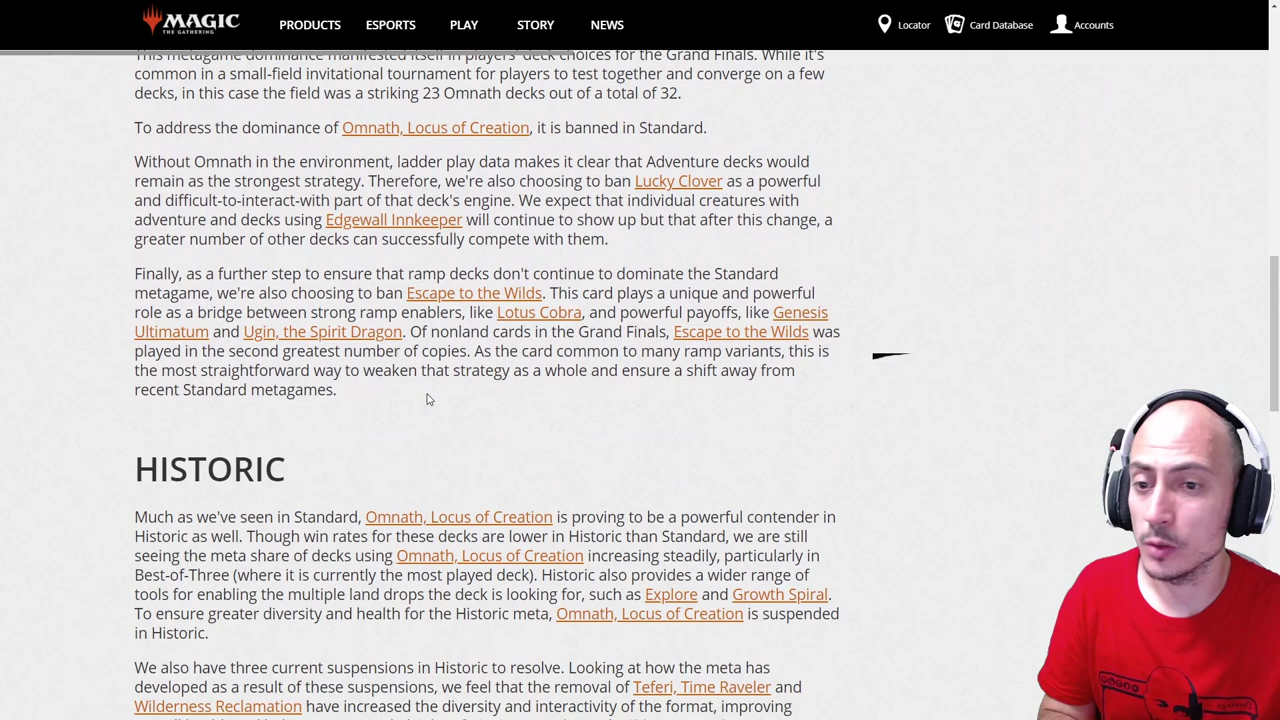 MAGIC
THE GATHERING
PRODUCTS
ESPORTS
PLAY
STORY
NEWS
Locator
Card Database
Accounts
This metagame dominance manifested itself in players' deck choices for the Grand Finals. While it's
common in a small-field invitational tournament for players to test together and converge on a few
decks, in this case the field was a striking 23 Omnath decks out of a total of 32.
To address the dominance of Omnath, Locus of Creation, it is banned in Standard.
Without Omnath in the environment, ladder play data makes it clear that Adventure decks would
remain as the strongest strategy. Therefore, we're also choosing to ban Lucky Clover as a powerful
and difficult-to-interact-with part of that deck's engine. We expect that individual creatures with
adventure and decks using Edgewall Innkeeper will continue to show up but that after this change, a
greater number of other decks can successfully compete with them.
Finally, as a further step to ensure that ramp decks don't continue to dominate the Standard
metagame, we're also choosing to ban Escape to the Wilds. This card plays a unique and powerful
role as a bridge between strong ramp enablers, like Lotus Cobra, and powerful payoffs, like Genesis
Ultimatum and Ugin, the Spirit Dragon. Of nonland cards in the Grand Finals, Escape to the Wilds was
played in the second greatest number of copies. As the card common to many ramp variants, this is
the most straightforward way to weaken that strategy as a whole and ensure a shift away from
recent Standard metagames.
HISTORIC
Much as we've seen in Standard, Omnath, Locus of Creation is proving to be a powerful contender in
Historic as well. Though win rates for these decks are lower in Historic than Standard, we are still
seeing the meta share of decks using Omnath, Locus of Creation increasing steadily, particularly in
Best-of-Three (where it is currently the most played deck). Historic also provides a wider range of
tools for enabling the multiple land drops the deck is looking for, such as Explore and Growth Spiral.
To ensure greater diversity and health for the Historic meta, Omnath, Locus of Creation is suspended
in Historic.
We also have three current suspensions in Historic to resolve. Looking at how the meta has
developed as a result of these suspensions, we feel that the removal of Teferi, Time Raveler and
Wilderness Reclamation have increased the diversity and interactivity of the format, improving